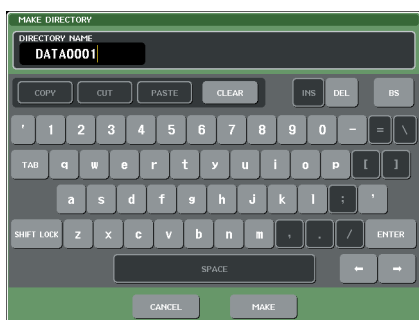 MAKE DIRECTORY
DIRECTORY NAME
DATA0001
COPY CUT PASTE CLEAR INS DEL BS
' 1 2 3 4 5 6 7 8 9 0 - = \
TAB q w e r t y u i o p [ ]
a s d f g h j k l ; '
SHIFT LOCK z x c v b n m , . / ENTER
SPACE ← →
CANCEL MAKE